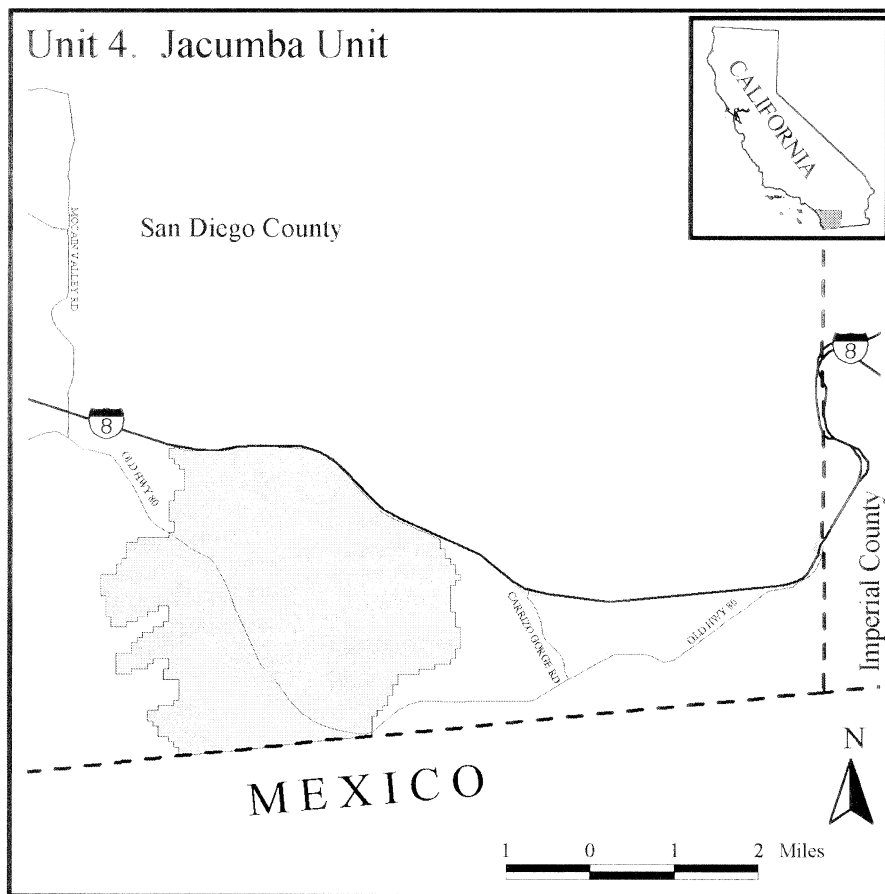 Unit 4. Jacumba Unit
CALIFORNIA
San Diego County
MCCAIN VALLEY RD
8
8
OLD HWY 80
CARRIZO GORGE RD
OLD HWY 80
Imperial County
MEXICO
N
1 0 1 2 Miles